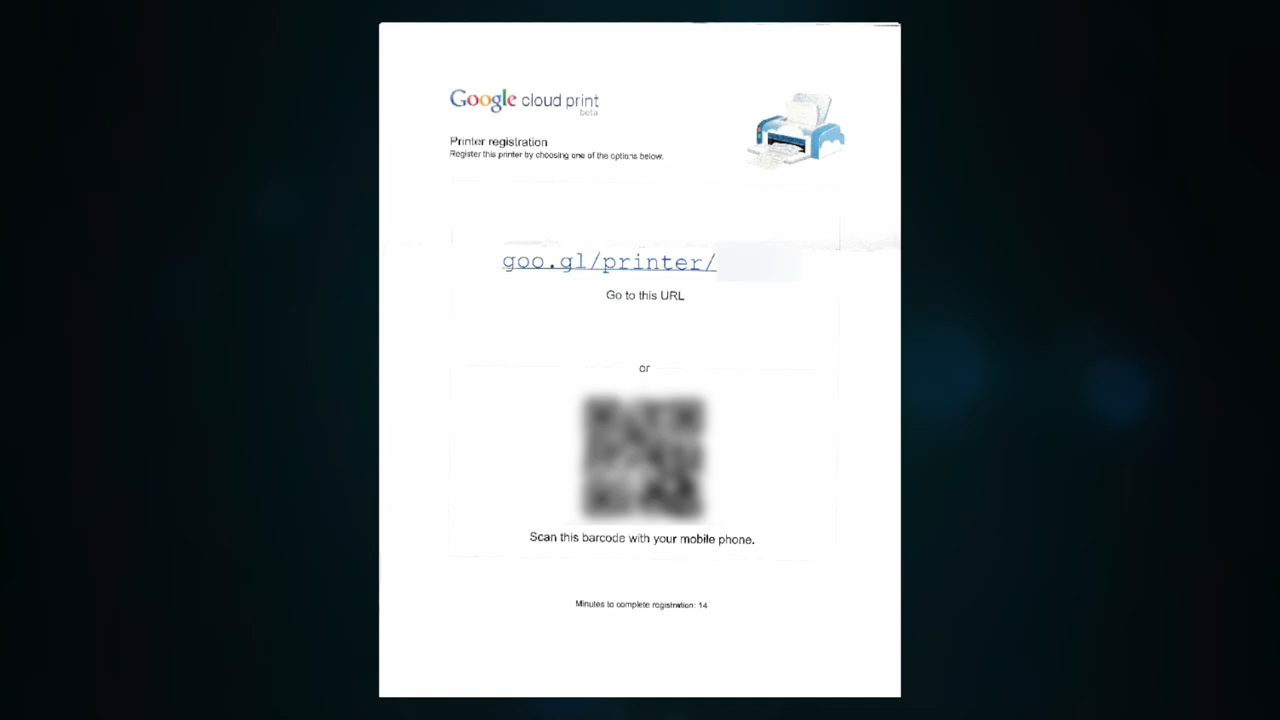 Google cloud print
beta
Printer registration
Register this printer by choosing one of the options below.
goo.gl/printer/
Go to this URL
or
Scan this barcode with your mobile phone.
Minutes to complete registration: 14